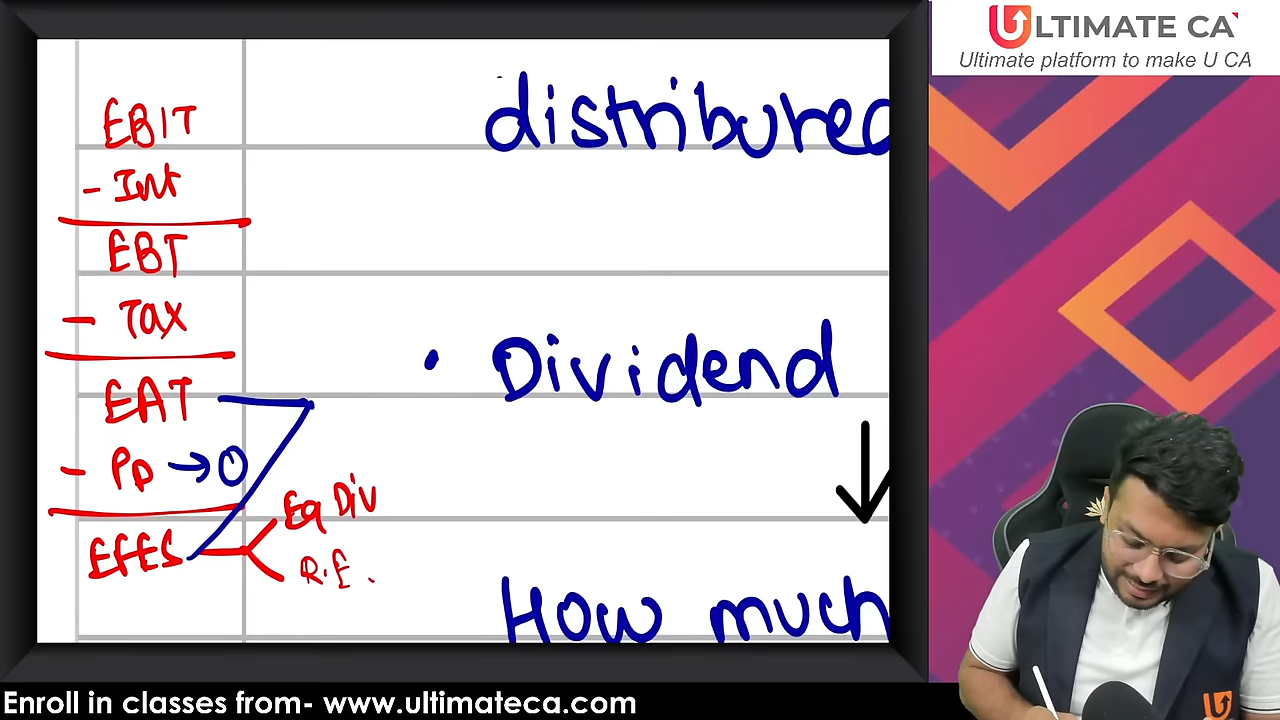 EBIT
- Int
EBT
- Tax
EAT
- PD → 0
EFES
Eq Div
R.E.
distributed
• Dividend
How much
ULTIMATE CA
Ultimate platform to make U CA
Enroll in classes from- www.ultimateca.com